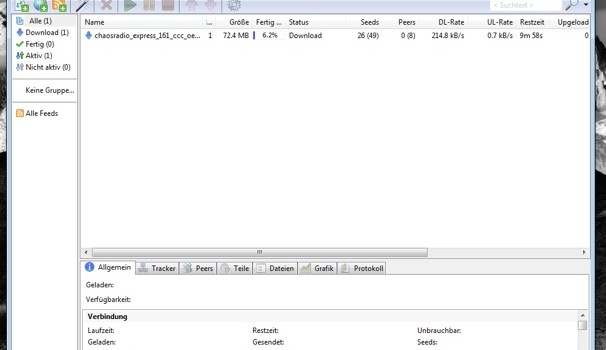 < Suchtext >
Alle (1)
Download (1)
Fertig (0)
Aktiv (1)
Nicht aktiv (0)
Keine Gruppe...
Alle Feeds
Name ... Größe Fertig ... Status Seeds Peers DL-Rate UL-Rate Restzeit Upgeload
chaosradio_express_161_ccc_oe... 1 72.4 MB 6.2% Download 26 (49) 0 (8) 214.8 kB/s 0.7 kB/s 9m 58s 0
Allgemein Tracker Peers Teile Dateien Grafik Protokoll
Geladen:
Verfügbarkeit:
Verbindung
Laufzeit: Restzeit: Unbrauchbar:
Geladen: Gesendet: Seeds: